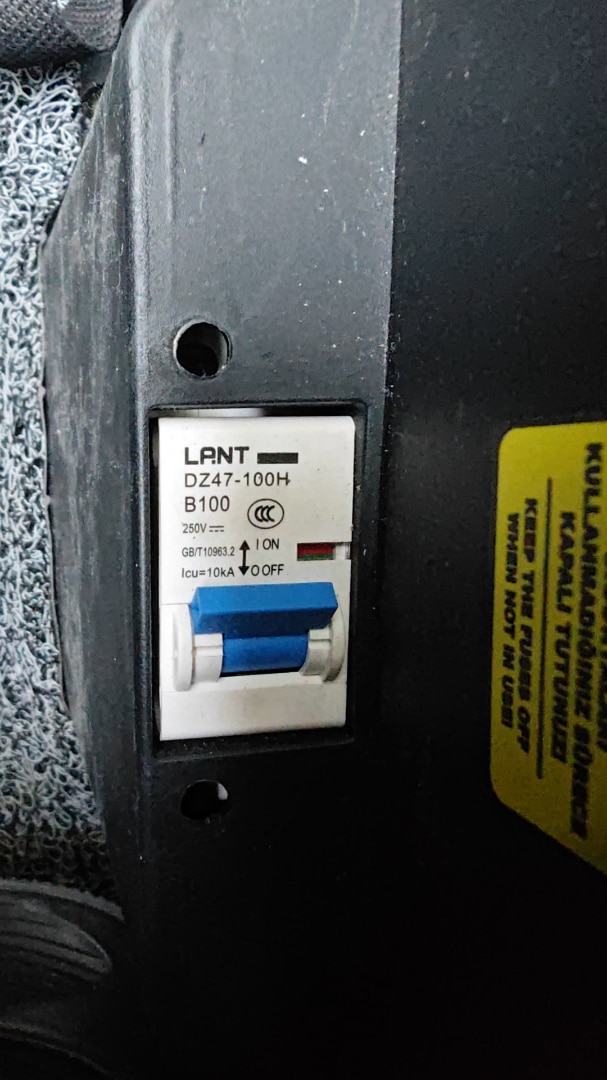 LANT
DZ47-100H
B100
CCC
250V
GB/T10963.2
I ON
Icu=10kA
O OFF
KULLANMADIĞINIZ SÜRECE
KAPALI TUTUNUZ!
KEEP THE FUSES OFF
WHEN NOT IN USE!